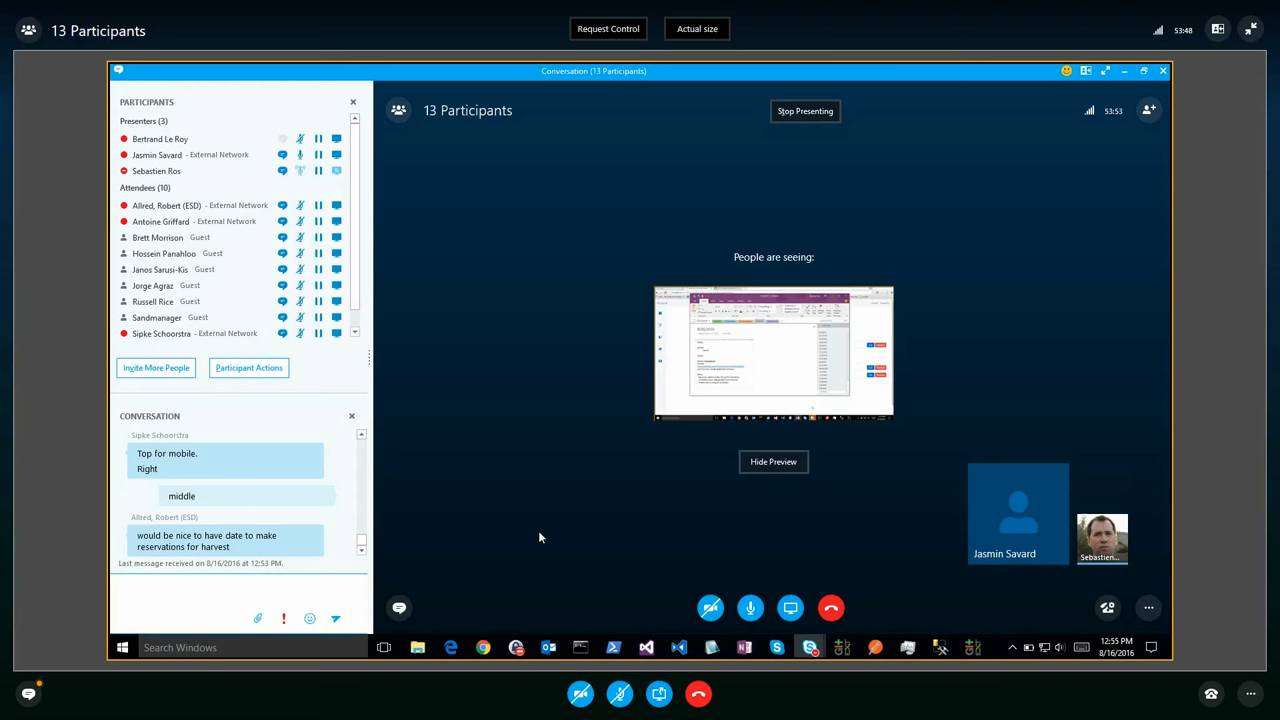 13 Participants
Request Control
Actual size
53:48
Conversation (13 Participants)
PARTICIPANTS
Presenters (3)
Bertrand Le Roy
Jasmin Savard - External Network
Sebastien Ros
Attendees (10)
Allred, Robert (ESD) - External Network
Antoine Griffard - External Network
Brett Morrison Guest
Hossein Panahloo Guest
Janos Sarusi-Kis Guest
Jorge Agraz Guest
Russell Rice Guest
Sandmanager Guest
Sipke Schoorstra - External Network
Invite More People
Participant Actions
CONVERSATION
Sipke Schoorstra
Top for mobile.
Right
middle
Allred, Robert (ESD)
would be nice to have date to make
reservations for harvest
Last message received on 8/16/2016 at 12:53 PM.
13 Participants
Stop Presenting
53:53
People are seeing:
Hide Preview
Jasmin Savard
Sebastien...
Search Windows
12:55 PM
8/16/2016